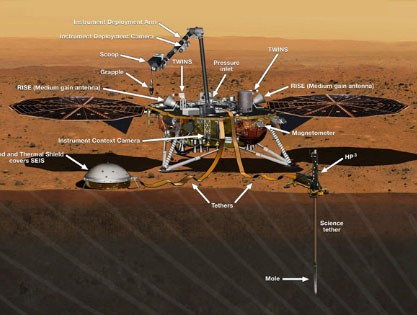 Instrument Deployment Arm
Instrument Deployment Camera
Scoop
TWINS
Pressure
inlet
TWINS
Grapple
RISE (Medium gain antenna)
RISE (Medium gain antenna)
Magnetometer
Instrument Context Camera
nd and Thermal Shield
covers SEIS
HP³
Tethers
Science
tether
Mole